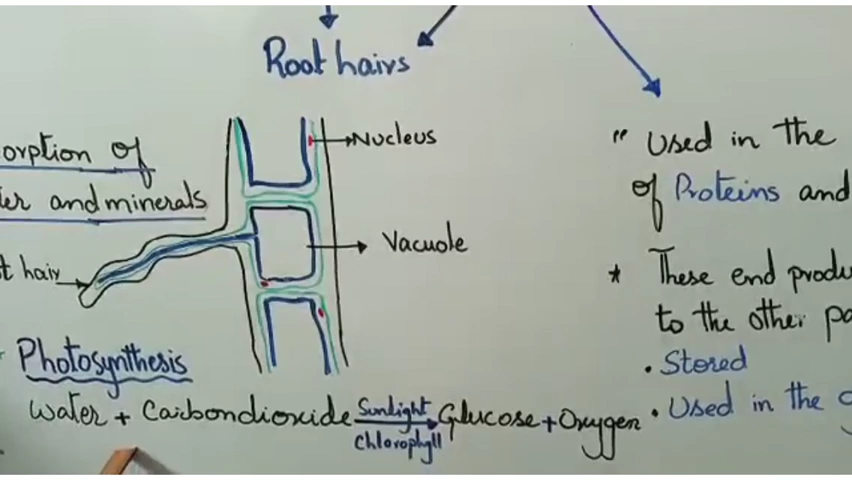 Root hairs
Nucleus
orption of
er and minerals
Vacuole
t hair
Photosynthesis
Water + Carbondioxide Sunlight Chlorophyll Glucose + Oxygen
" Used in the
of Proteins and
* These end produ
to the other pa
. Stored
. Used in the